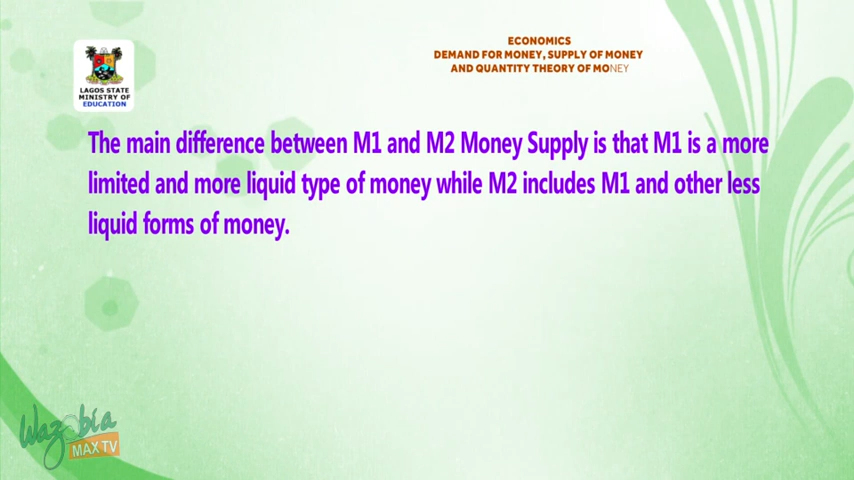 ECONOMICS
DEMAND FOR MONEY, SUPPLY OF MONEY
AND QUANTITY THEORY OF MONEY
LAGOS STATE
MINISTRY OF
EDUCATION
The main difference between M1 and M2 Money Supply is that M1 is a more
limited and more liquid type of money while M2 includes M1 and other less
liquid forms of money.
Wazobia
MAX TV